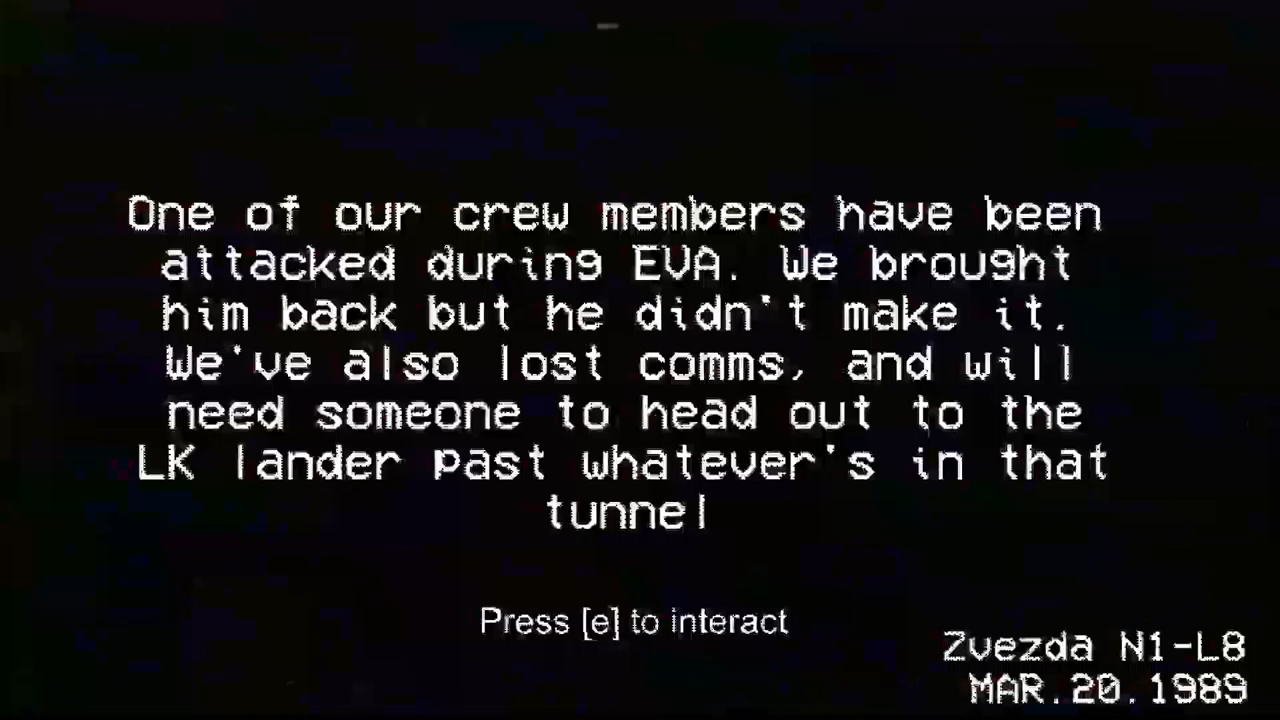 One of our crew members have been
attacked during EVA. We brought
him back but he didn't make it.
We've also lost comms, and will
need someone to head out to the
LK lander past whatever's in that
tunnel
Press [e] to interact
Zvezda N1-L8
MAR.20.1989